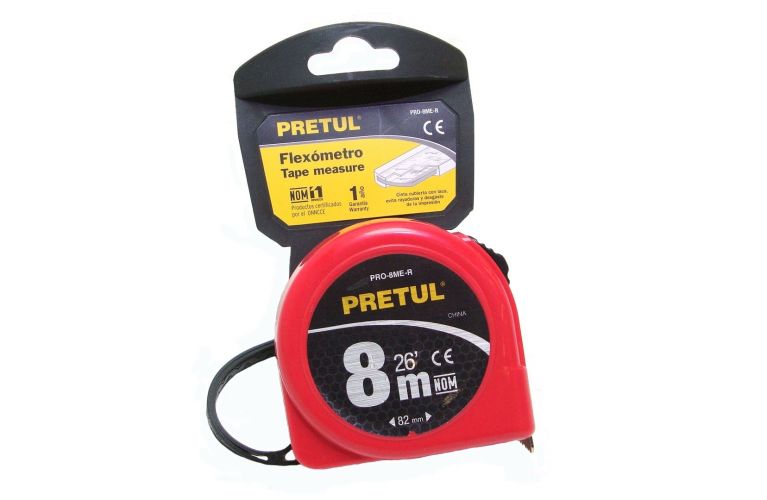 PRO-8ME-R
PRETUL®
CE
Flexómetro
Tape measure
NOM
Productos certificados
por el ONNCCE
1 año
Garantía
Warranty
Cinta cubierta con laca,
evita rayaduras y desgaste
de la impresión
PRO-8ME-R
PRETUL®
CHINA
8m 26' CE
NOM
82 mm